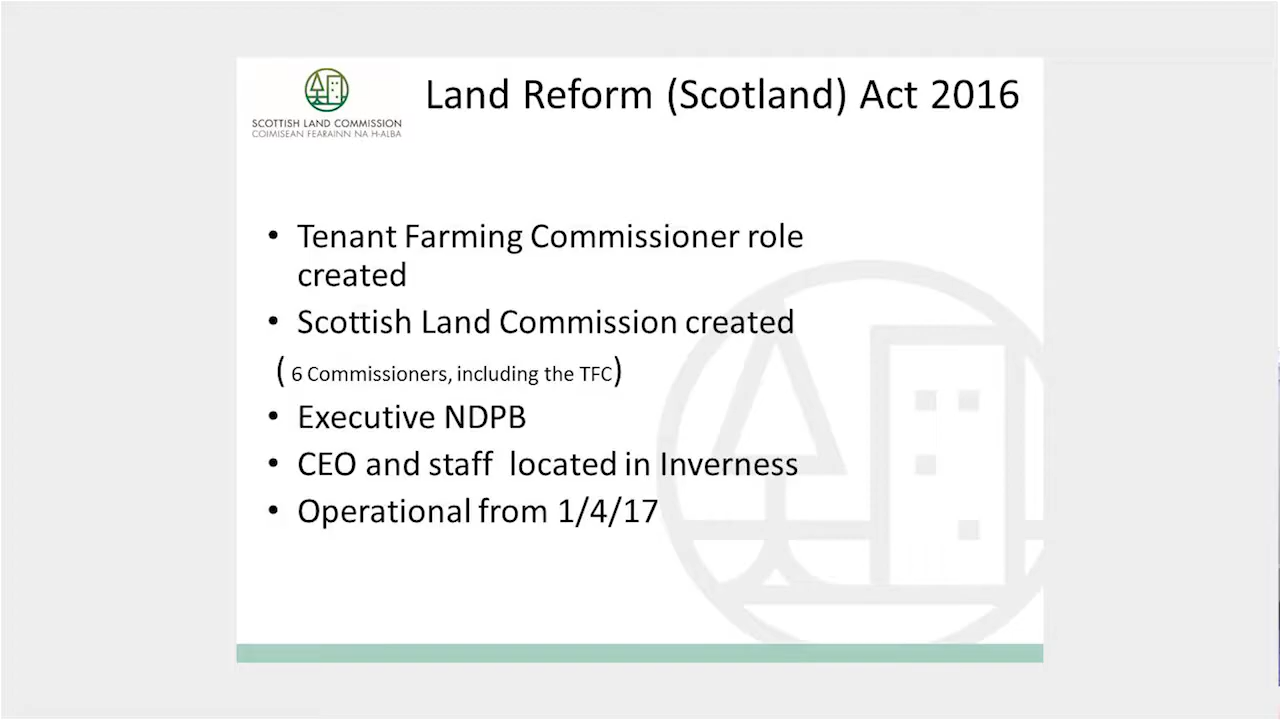 SCOTTISH LAND COMMISSION
COIMISEAN FEARAINN NA H-ALBA
Land Reform (Scotland) Act 2016
• Tenant Farming Commissioner role
created
• Scottish Land Commission created
( 6 Commissioners, including the TFC)
• Executive NDPB
• CEO and staff  located in Inverness
• Operational from 1/4/17